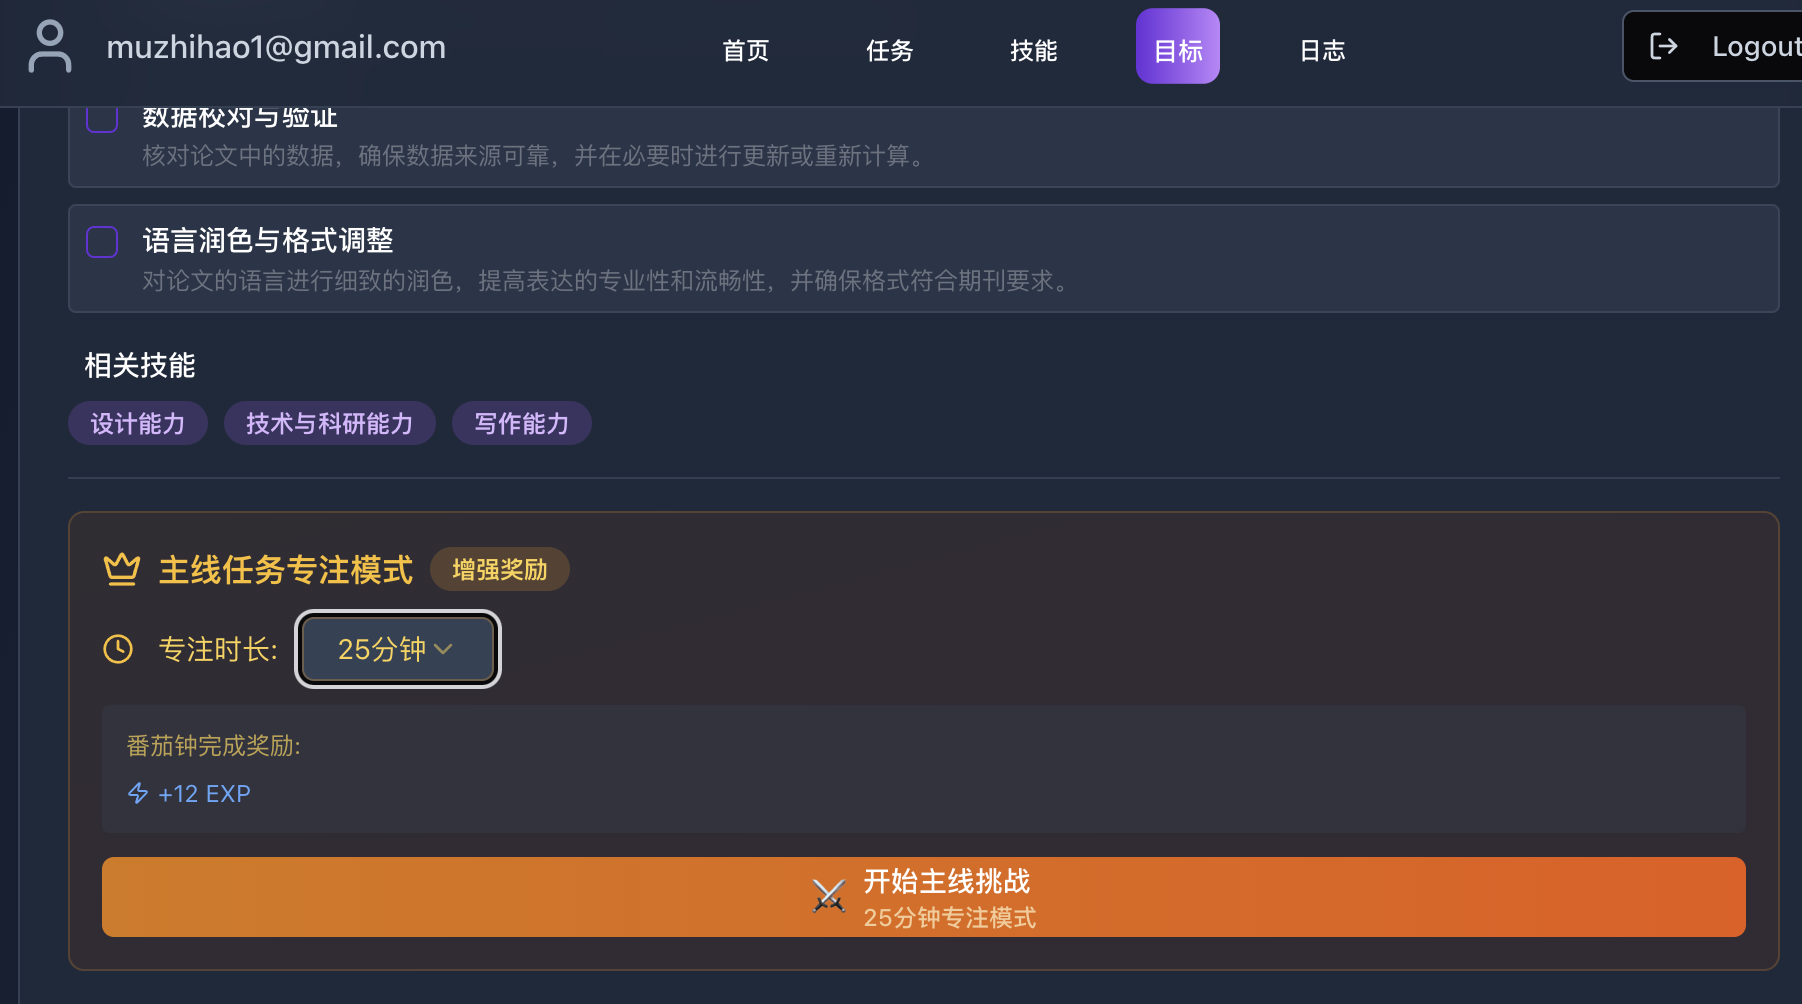 muzhihao1@gmail.com
首页
任务
技能
目标
日志
Logout
数据校对与验证
核对论文中的数据，确保数据来源可靠，并在必要时进行更新或重新计算。
语言润色与格式调整
对论文的语言进行细致的润色，提高表达的专业性和流畅性，并确保格式符合期刊要求。
相关技能
设计能力
技术与科研能力
写作能力
主线任务专注模式
增强奖励
专注时长:
25分钟
番茄钟完成奖励:
+12 EXP
开始主线挑战
25分钟专注模式